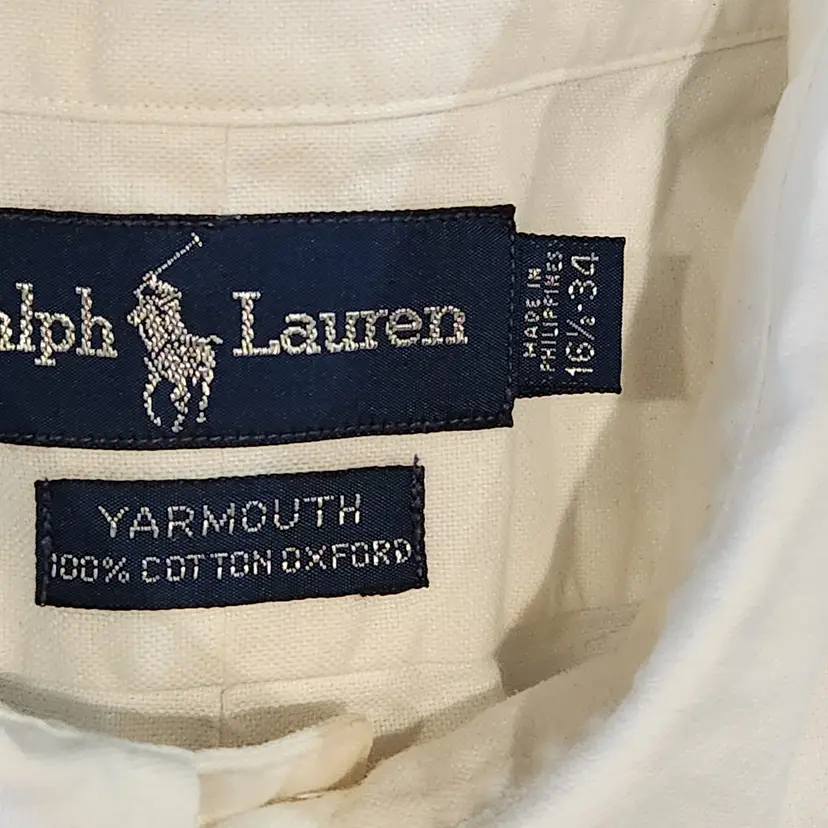 alph Lauren
MADE IN
PHILIPPINES
16½·34
YARMOUTH
100% COTTON OXFORD